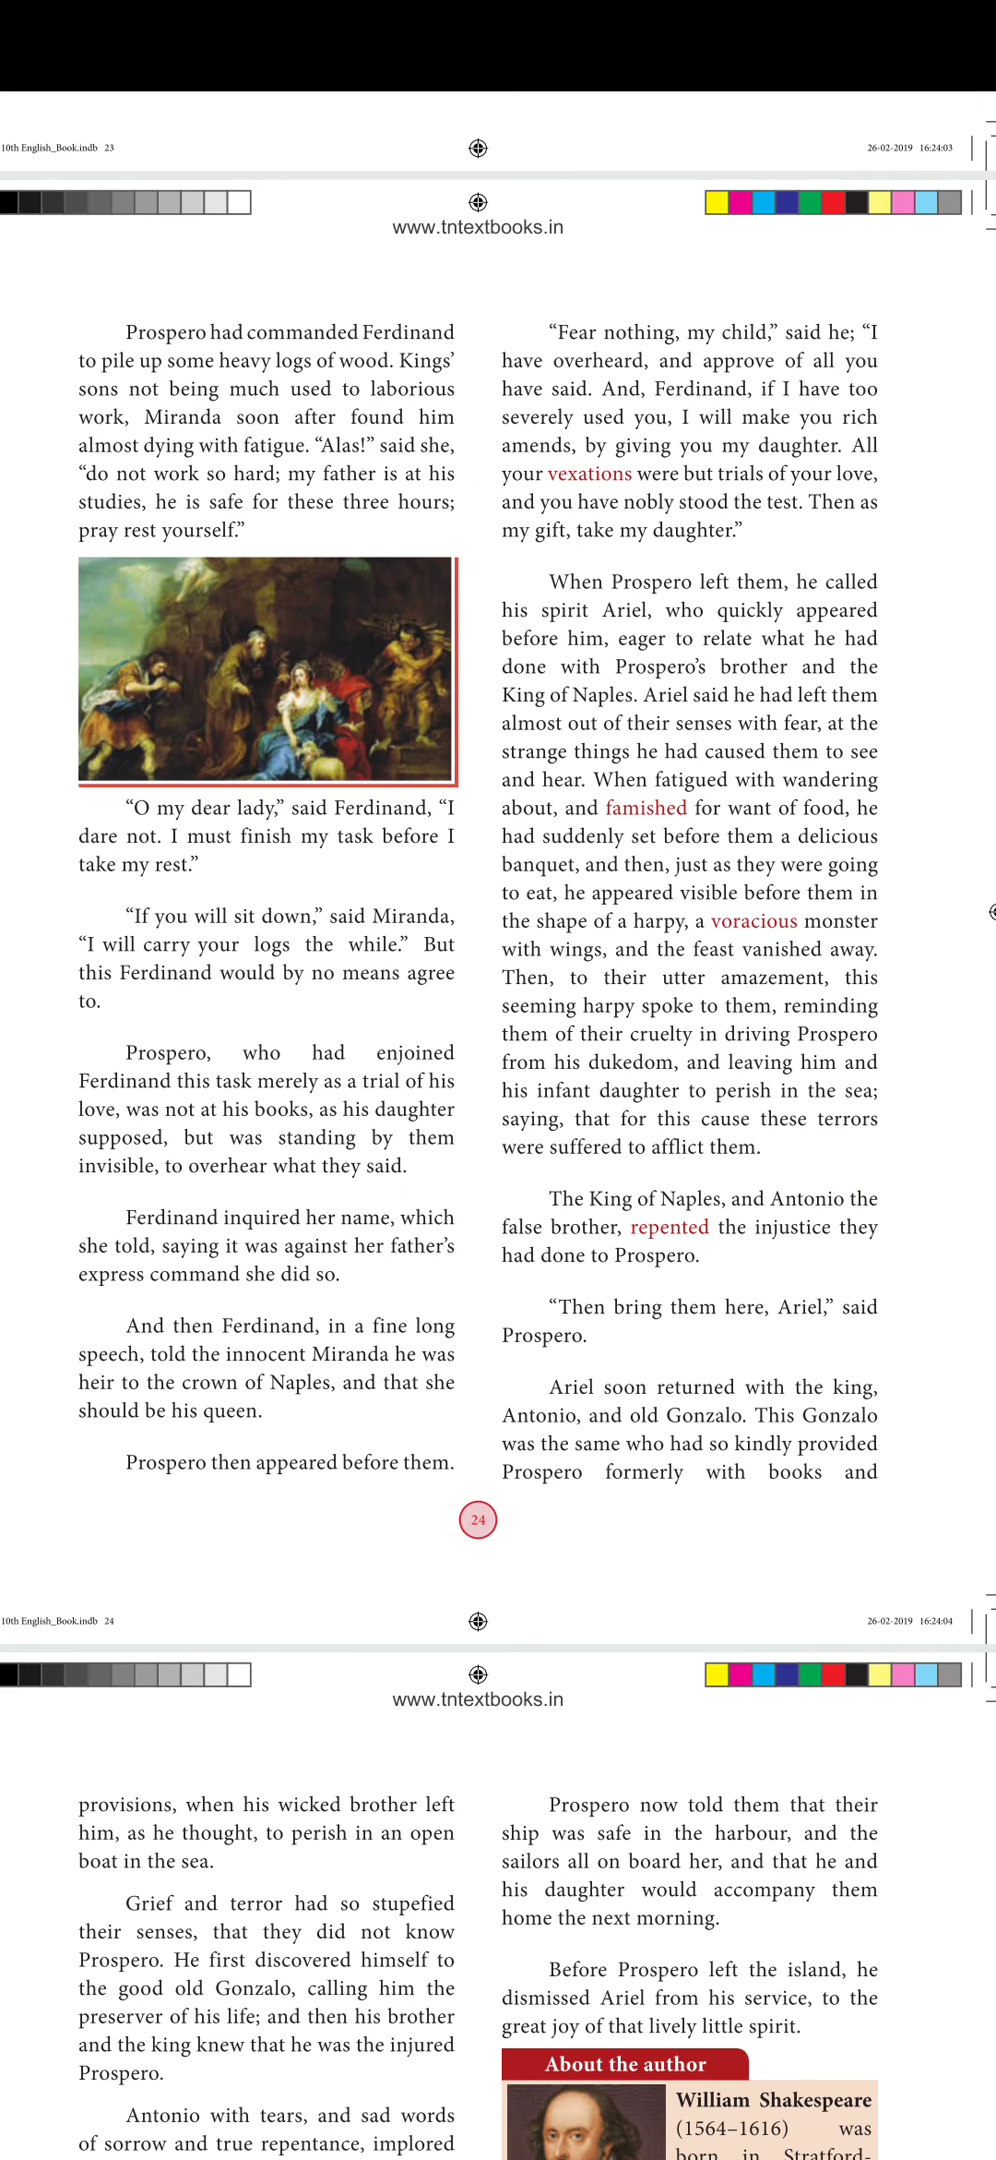 10th English_Book.indb 23
26-02-2019 16:24:03
www.tntextbooks.in
Prospero had commanded Ferdinand
to pile up some heavy logs of wood. Kings’
sons not being much used to laborious
work, Miranda soon after found him
almost dying with fatigue. “Alas!” said she,
“do not work so hard; my father is at his
studies, he is safe for these three hours;
pray rest yourself.”
“O my dear lady,” said Ferdinand, “I
dare not. I must finish my task before I
take my rest.”
“If you will sit down,” said Miranda,
“I will carry your logs the while.” But
this Ferdinand would by no means agree
to.
Prospero, who had enjoined
Ferdinand this task merely as a trial of his
love, was not at his books, as his daughter
supposed, but was standing by them
invisible, to overhear what they said.
Ferdinand inquired her name, which
she told, saying it was against her father’s
express command she did so.
And then Ferdinand, in a fine long
speech, told the innocent Miranda he was
heir to the crown of Naples, and that she
should be his queen.
Prospero then appeared before them.
“Fear nothing, my child,” said he; “I
have overheard, and approve of all you
have said. And, Ferdinand, if I have too
severely used you, I will make you rich
amends, by giving you my daughter. All
your vexations were but trials of your love,
and you have nobly stood the test. Then as
my gift, take my daughter.”
When Prospero left them, he called
his spirit Ariel, who quickly appeared
before him, eager to relate what he had
done with Prospero’s brother and the
King of Naples. Ariel said he had left them
almost out of their senses with fear, at the
strange things he had caused them to see
and hear. When fatigued with wandering
about, and famished for want of food, he
had suddenly set before them a delicious
banquet, and then, just as they were going
to eat, he appeared visible before them in
the shape of a harpy, a voracious monster
with wings, and the feast vanished away.
Then, to their utter amazement, this
seeming harpy spoke to them, reminding
them of their cruelty in driving Prospero
from his dukedom, and leaving him and
his infant daughter to perish in the sea;
saying, that for this cause these terrors
were suffered to afflict them.
The King of Naples, and Antonio the
false brother, repented the injustice they
had done to Prospero.
“Then bring them here, Ariel,” said
Prospero.
Ariel soon returned with the king,
Antonio, and old Gonzalo. This Gonzalo
was the same who had so kindly provided
Prospero formerly with books and
24
10th English_Book.indb 24
26-02-2019 16:24:04
www.tntextbooks.in
provisions, when his wicked brother left
him, as he thought, to perish in an open
boat in the sea.
Grief and terror had so stupefied
their senses, that they did not know
Prospero. He first discovered himself to
the good old Gonzalo, calling him the
preserver of his life; and then his brother
and the king knew that he was the injured
Prospero.
Antonio with tears, and sad words
of sorrow and true repentance, implored
Prospero now told them that their
ship was safe in the harbour, and the
sailors all on board her, and that he and
his daughter would accompany them
home the next morning.
Before Prospero left the island, he
dismissed Ariel from his service, to the
great joy of that lively little spirit.
About the author
William Shakespeare
(1564–1616) was
born in Stratford-